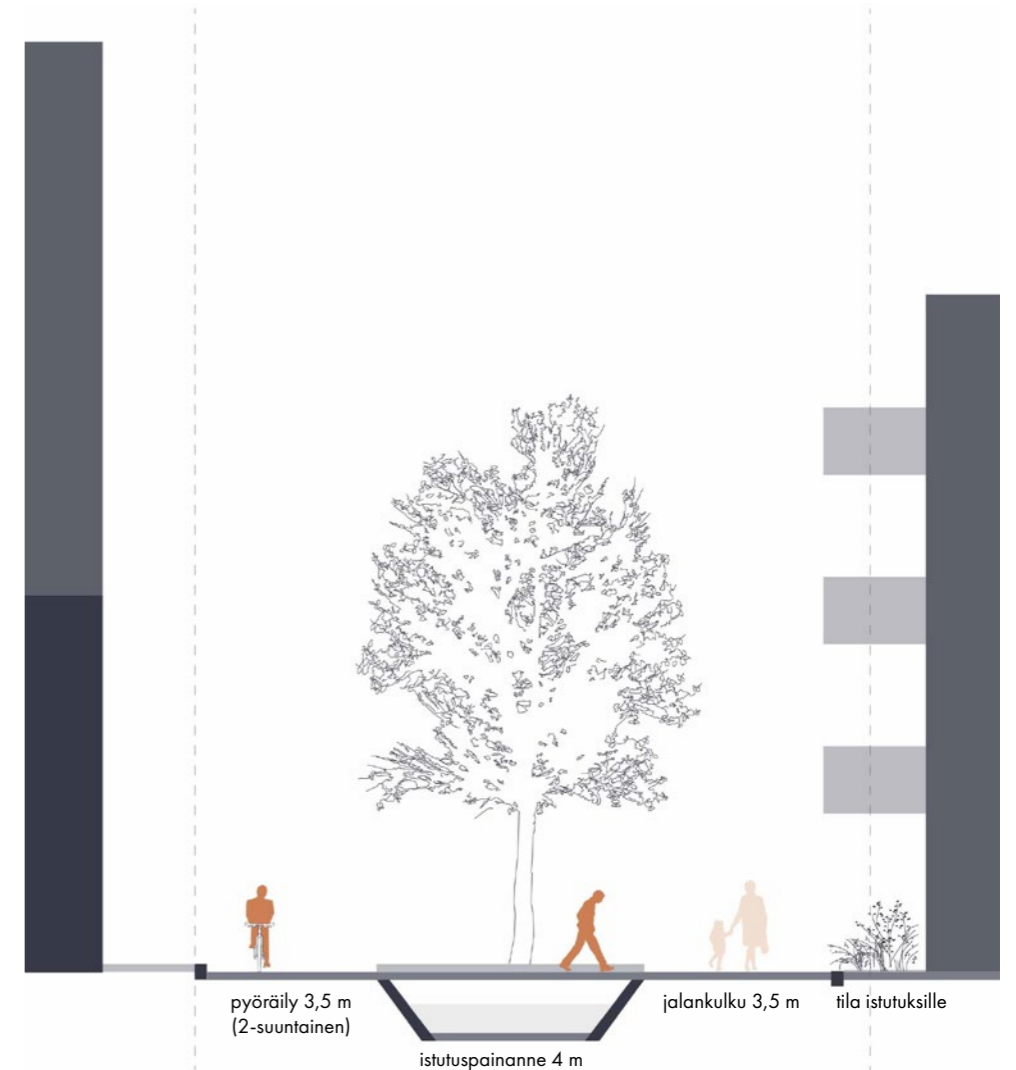 pyöräily 3,5 m
(2-suuntainen)
istutuspainanne 4 m
jalankulku 3,5 m
tila istutuksille